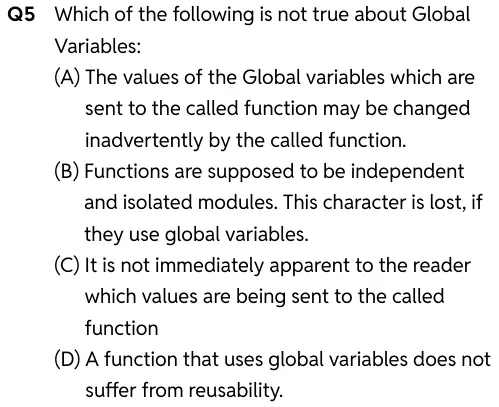 Q5 Which of the following is not true about Global
Variables:
(A) The values of the Global variables which are
sent to the called function may be changed
inadvertently by the called function.
(B) Functions are supposed to be independent
and isolated modules. This character is lost, if
they use global variables.
(C) It is not immediately apparent to the reader
which values are being sent to the called
function
(D) A function that uses global variables does not
suffer from reusability.